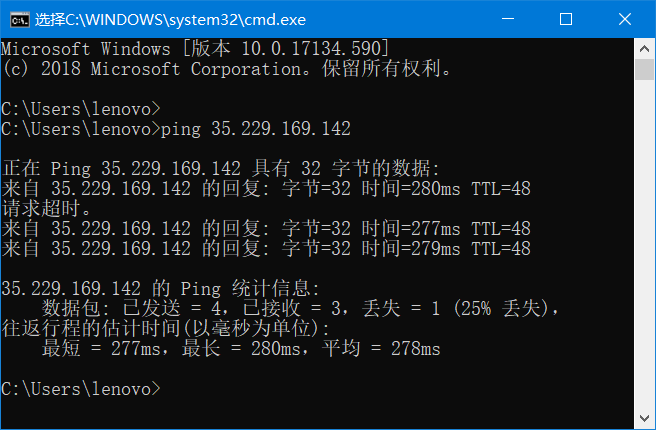 选择C:\WINDOWS\system32\cmd.exe
Microsoft Windows [版本 10.0.17134.590]
(c) 2018 Microsoft Corporation。保留所有权利。
C:\Users\lenovo>
C:\Users\lenovo>ping 35.229.169.142
正在 Ping 35.229.169.142 具有 32 字节的数据:
来自 35.229.169.142 的回复: 字节=32 时间=280ms TTL=48
请求超时。
来自 35.229.169.142 的回复: 字节=32 时间=277ms TTL=48
来自 35.229.169.142 的回复: 字节=32 时间=279ms TTL=48
35.229.169.142 的 Ping 统计信息:
数据包: 已发送 = 4，已接收 = 3，丢失 = 1 (25% 丢失)，
往返行程的估计时间(以毫秒为单位):
最短 = 277ms，最长 = 280ms，平均 = 278ms
C:\Users\lenovo>